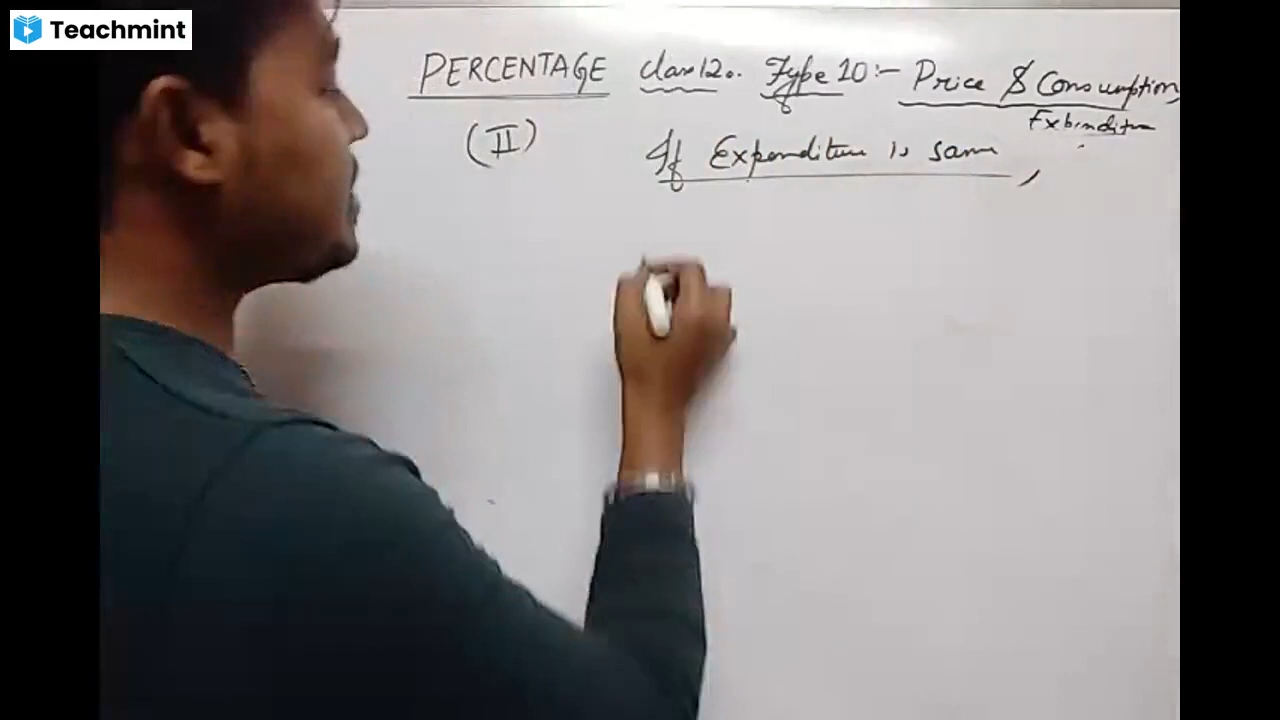 Teachmint
PERCENTAGE Class 12. Type 10:- Price & Consumption,
Expenditure
(II) If Expenditure is same,